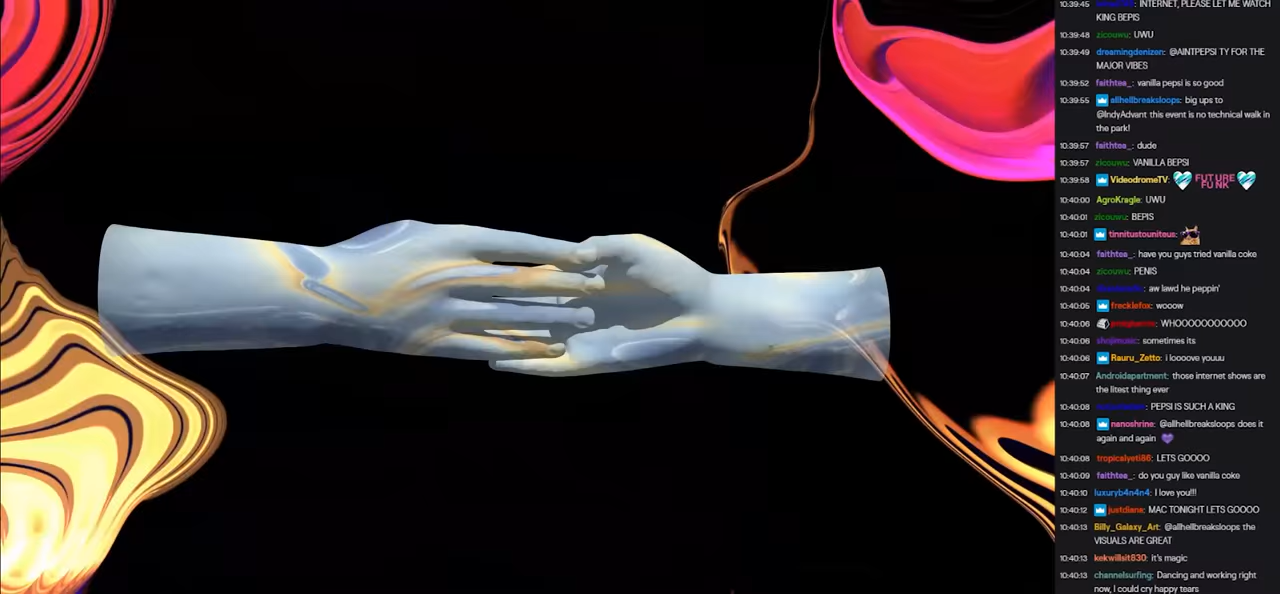 10:39:45 INTERNET, PLEASE LET ME WATCH
KING BEPIS
10:39:48 zicouwu: UWU
10:39:49 dreamingdenizen: @AINTPEPSI TY FOR THE
MAJOR VIBES
10:39:52 faithtea_: vanilla pepsi is so good
10:39:55 allhellbreaksloops: big ups to
@IndyAdvant this event is no technical walk in
the park!
10:39:57 faithtea_: dude
10:39:57 zicouwu: VANILLA BEPSI
10:39:58 VideodromeTV: FUTURE
FUNK
10:40:00 AgroKragle: UWU
10:40:01 zicouwu: BEPIS
10:40:01 tinnitustouniteus:
10:40:04 faithtea_: have you guys tried vanilla coke
10:40:04 zicouwu: PENIS
10:40:04 : aw lawd he peppin'
10:40:05 frecklefox: wooow
10:40:06 : WHOOOOOOOOOOO
10:40:06 shojimusic: sometimes its
10:40:06 Rauru_Zetto: i loooove youuu
10:40:07 Androidapartment: those internet shows are
the litest thing ever
10:40:08 : PEPSI IS SUCH A KING
10:40:08 nanoshrine: @allhellbreaksloops does it
again and again
10:40:08 tropicalyeti86: LETS GOOOO
10:40:09 faithtea_: do you guy like vanilla coke
10:40:10 luxuryb4n4n4: I love you!!!
10:40:12 justdiana: MAC TONIGHT LETS GOOOO
10:40:13 Billy_Galaxy_Art: @allhellbreaksloops the
VISUALS ARE GREAT
10:40:13 kekwillsit830: it's magic
10:40:13 channelsurfing: Dancing and working right
now, I could cry happy tears